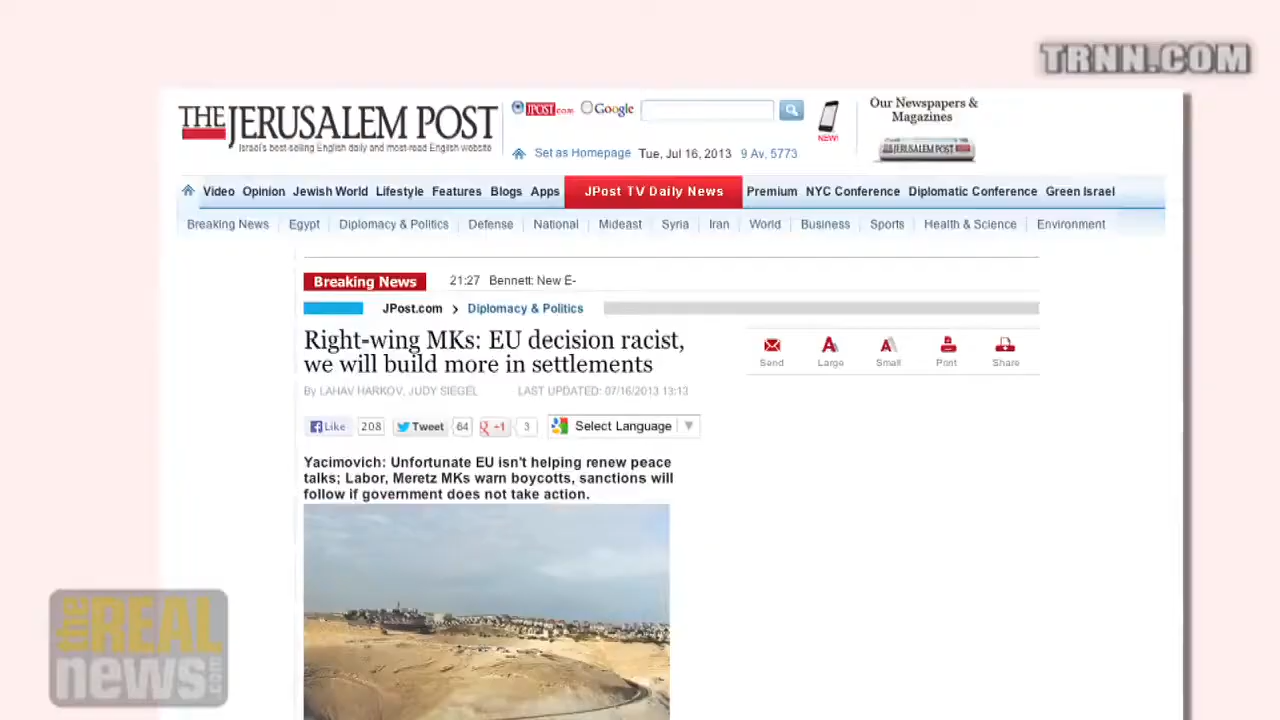 TRNN.COM
THE JERUSALEM POST
Israel's best-selling English daily and most-read English website
JPOST.com Google
Set as Homepage Tue, Jul 16, 2013 9 Av, 5773
NEW!
Our Newspapers &
Magazines
THE JERUSALEM POST
Video Opinion Jewish World Lifestyle Features Blogs Apps JPost TV Daily News Premium NYC Conference Diplomatic Conference Green Israel
Breaking News Egypt Diplomacy & Politics Defense National Mideast Syria Iran World Business Sports Health & Science Environment
Breaking News 21:27 Bennett: New E-
JPost.com > Diplomacy & Politics
Right-wing MKs: EU decision racist,
we will build more in settlements
Send Large Small Print Share
By LAHAV HARKOV, JUDY SIEGEL LAST UPDATED: 07/16/2013 13:13
Like 208 Tweet 64 +1 3 Select Language
Yacimovich: Unfortunate EU isn't helping renew peace
talks; Labor, Meretz MKs warn boycotts, sanctions will
follow if government does not take action.
the REAL
news.com